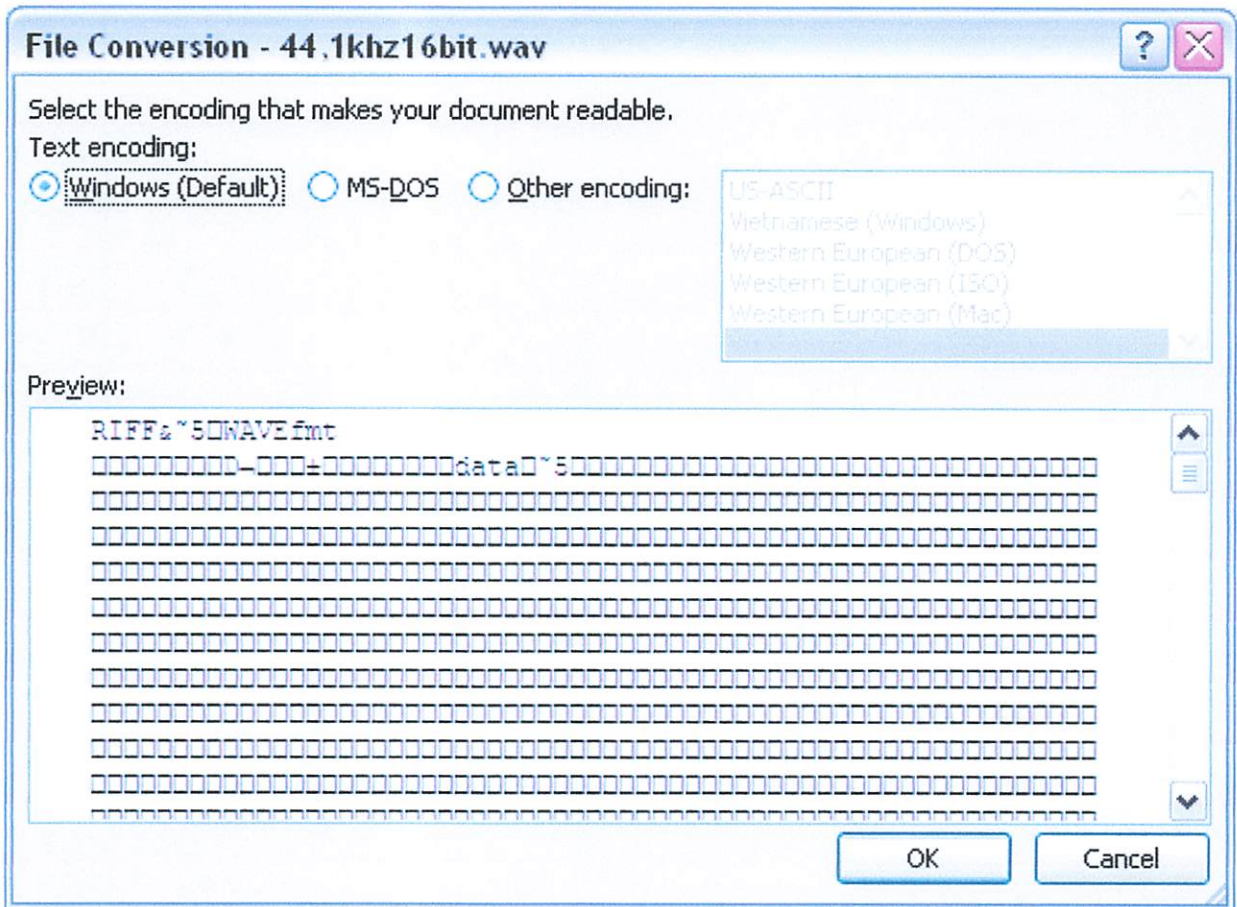 File Conversion - 44,1khz16bit.wav
Select the encoding that makes your document readable.
Text encoding:
Windows (Default) MS-DOS Other encoding:
US-ASCII
Vietnamese (Windows)
Western European (DOS)
Western European (ISO)
Western European (Mac)
Preview:
RIFF&˜5□WAVEfmt
□□□□□□□□□D¬□□□±□□□□□□□□data□˜5□□□□□□□□□□□□□□□□□□□□□□□□□□□□□□□□
OK Cancel